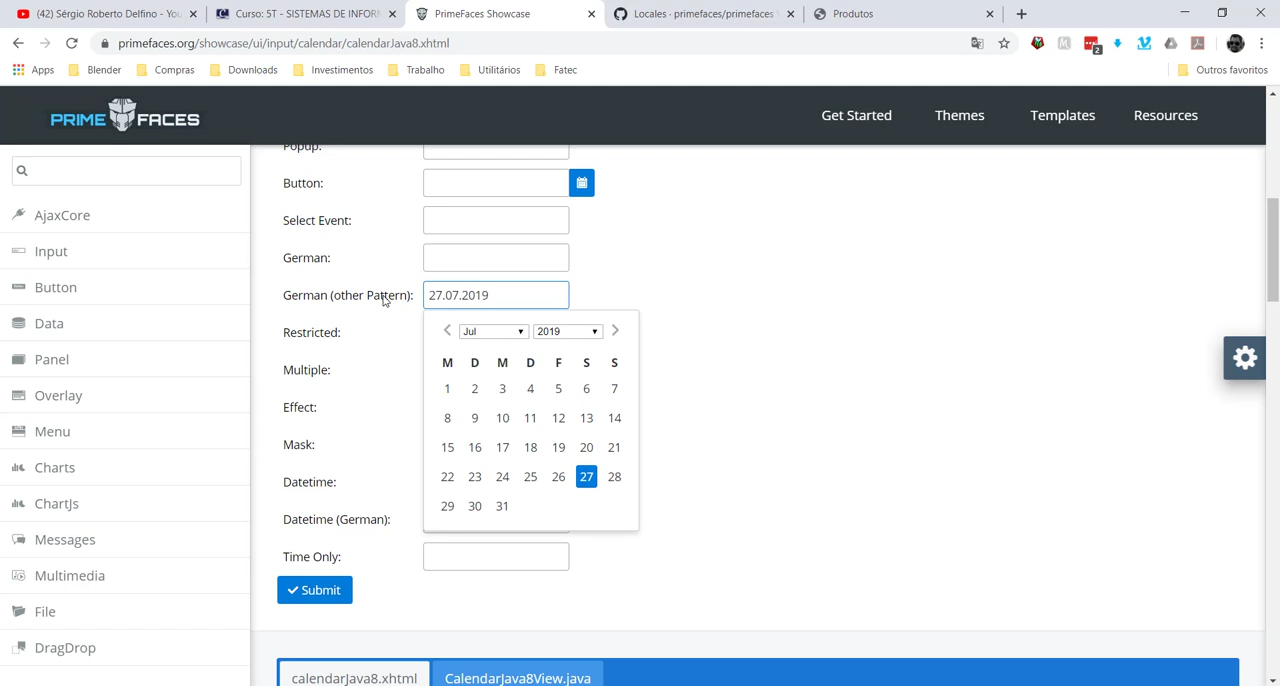 (42) Sérgio Roberto Delfino - You
Curso: 5T - SISTEMAS DE INFOR
PrimeFaces Showcase
Locales · primefaces/primefaces
Produtos
primefaces.org/showcase/ui/input/calendar/calendarJava8.xhtml
2
Apps
Blender
Compras
Downloads
Investimentos
Trabalho
Utilitários
Fatec
Outros favoritos
PRIMEFACES
Get Started
Themes
Templates
Resources
AjaxCore
Input
Button
Data
Panel
Overlay
Menu
Charts
ChartJs
Messages
Multimedia
File
DragDrop
Popup:
Button:
Select Event:
German:
German (other Pattern): 27.07.2019
Restricted:
Multiple:
Effect:
Mask:
Datetime:
Datetime (German):
Time Only:
Jul 2019
M D M D F S S
1 2 3 4 5 6 7
8 9 10 11 12 13 14
15 16 17 18 19 20 21
22 23 24 25 26 27 28
29 30 31
Submit
calendarJava8.xhtml
CalendarJava8View.java